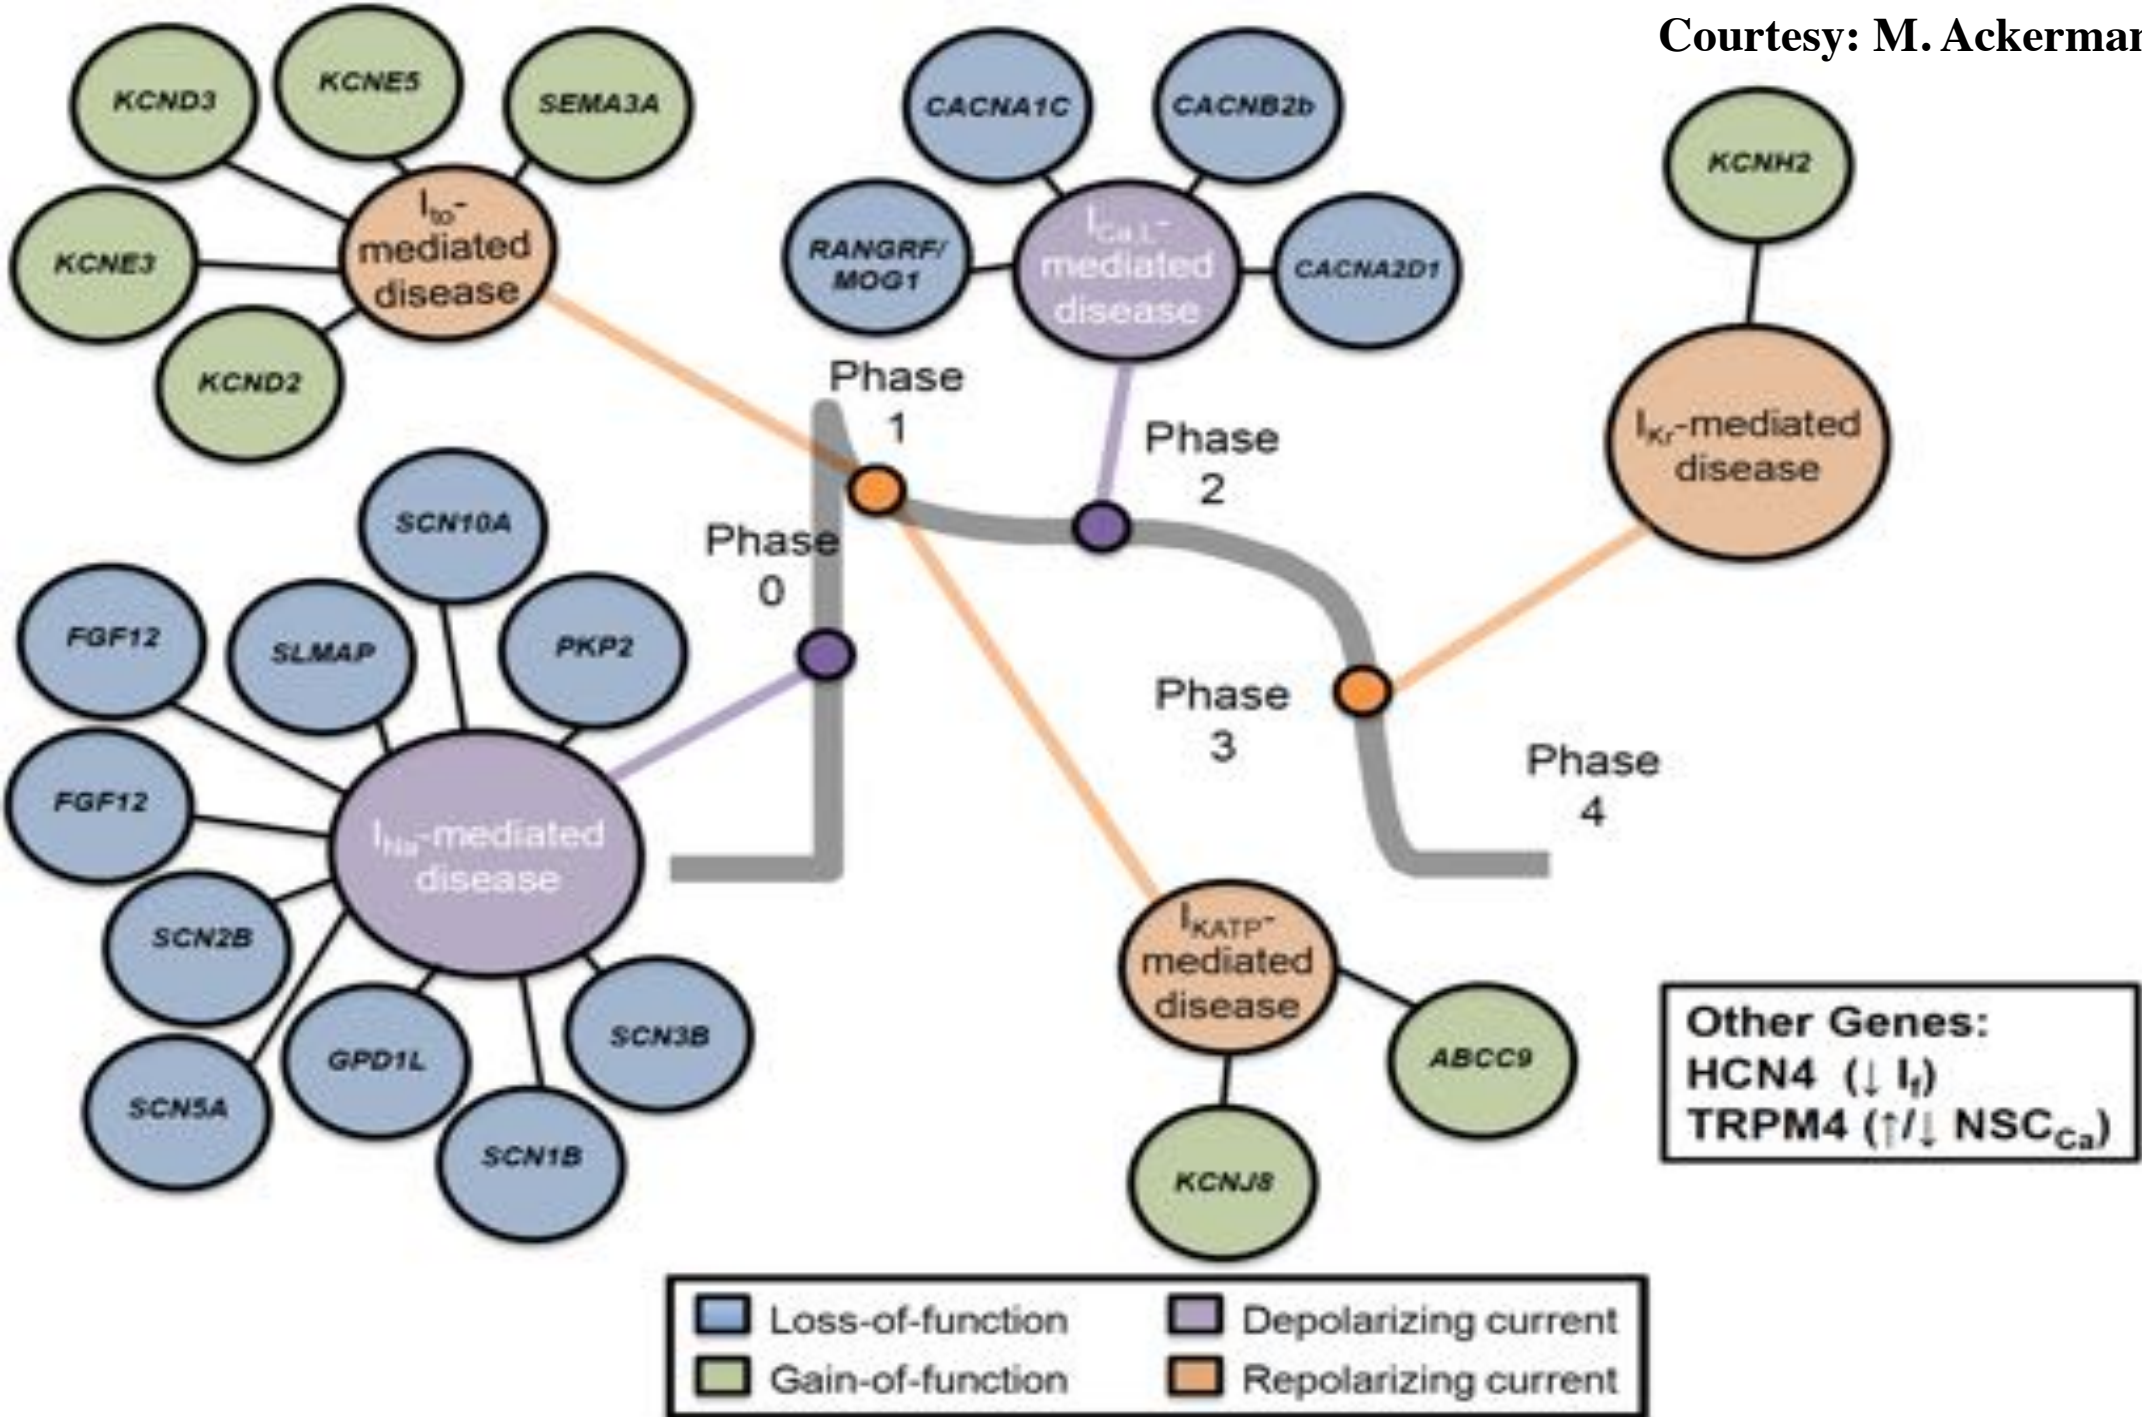 Courtesy: M. Ackerman
KCND3
KCNE5
SEMA3A
KCNE3
KCND2
Ito-
mediated
disease
CACNA1C
CACNB2b
RANGRF/
MOG1
CACNA2D1
ICa,L-
mediated
disease
KCNH2
IKr-mediated
disease
Phase
1
Phase
2
Phase
0
Phase
3
Phase
4
SCN10A
FGF12
SLMAP
PKP2
FGF12
INa-mediated
disease
SCN2B
SCN5A
GPD1L
SCN1B
SCN3B
IKATP-
mediated
disease
ABCC9
KCNJ8
Other Genes:
HCN4 (↓ If)
TRPM4 (↑/↓ NSCCa)
Loss-of-function
Depolarizing current
Gain-of-function
Repolarizing current